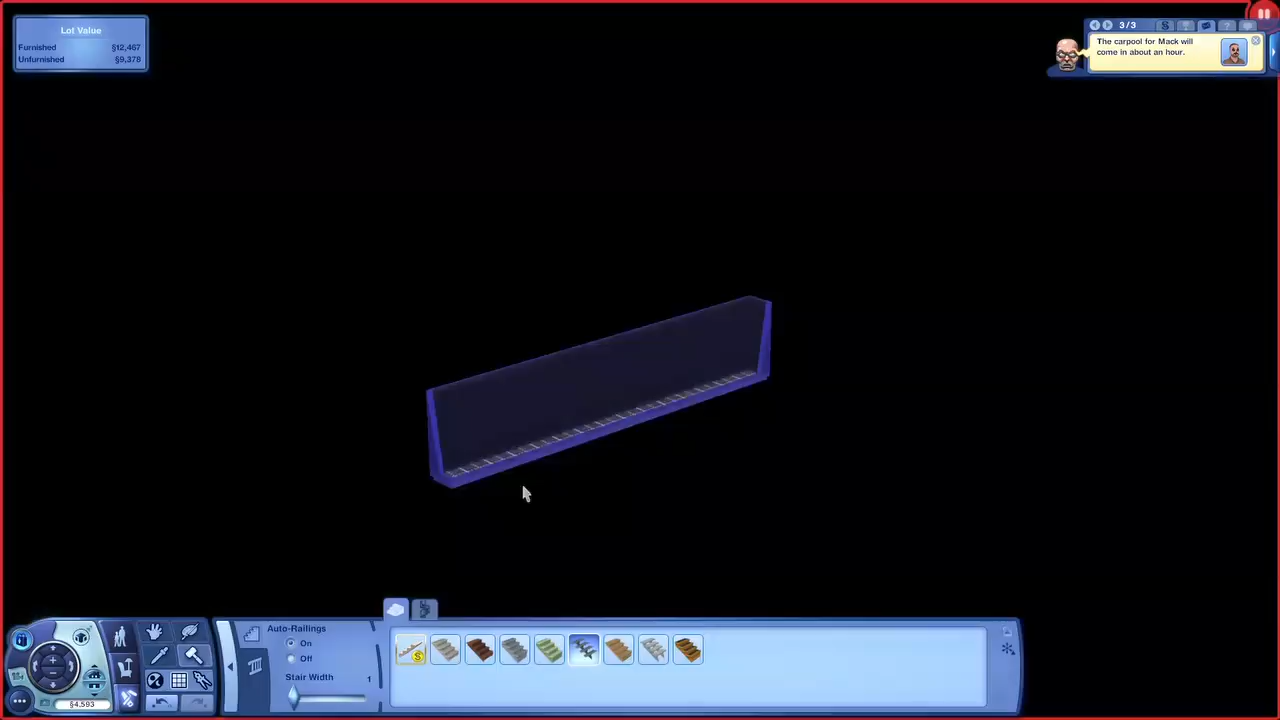 Lot Value
Furnished §12,467
Unfurnished §9,378
3/3
The carpool for Mack will
come in about an hour.
Auto-Railings
On
Off
Stair Width 1
§4,593